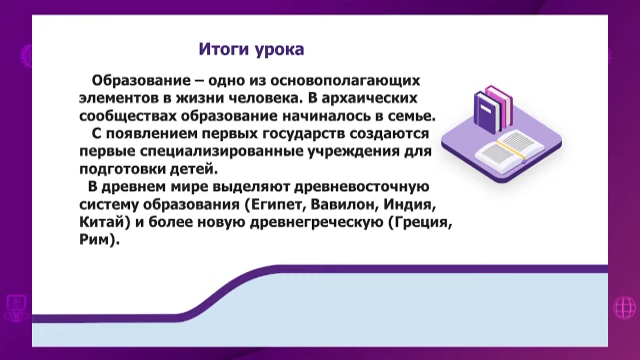 Итоги урока
Образование – одно из основополагающих
элементов в жизни человека. В архаических
сообществах образование начиналось в семье.
С появлением первых государств создаются
первые специализированные учреждения для
подготовки детей.
В древнем мире выделяют древневосточную
систему образования (Египет, Вавилон, Индия,
Китай) и более новую древнегреческую (Греция,
Рим).